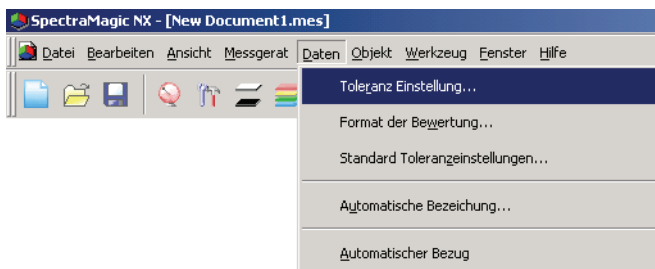 SpectraMagic NX - [New Document1.mes]
Datei Bearbeiten Ansicht Messgerat Daten Objekt Werkzeug Fenster Hilfe
Toleranz Einstellung...
Format der Bewertung...
Standard Toleranzeinstellungen...
Automatische Bezeichung...
Automatischer Bezug